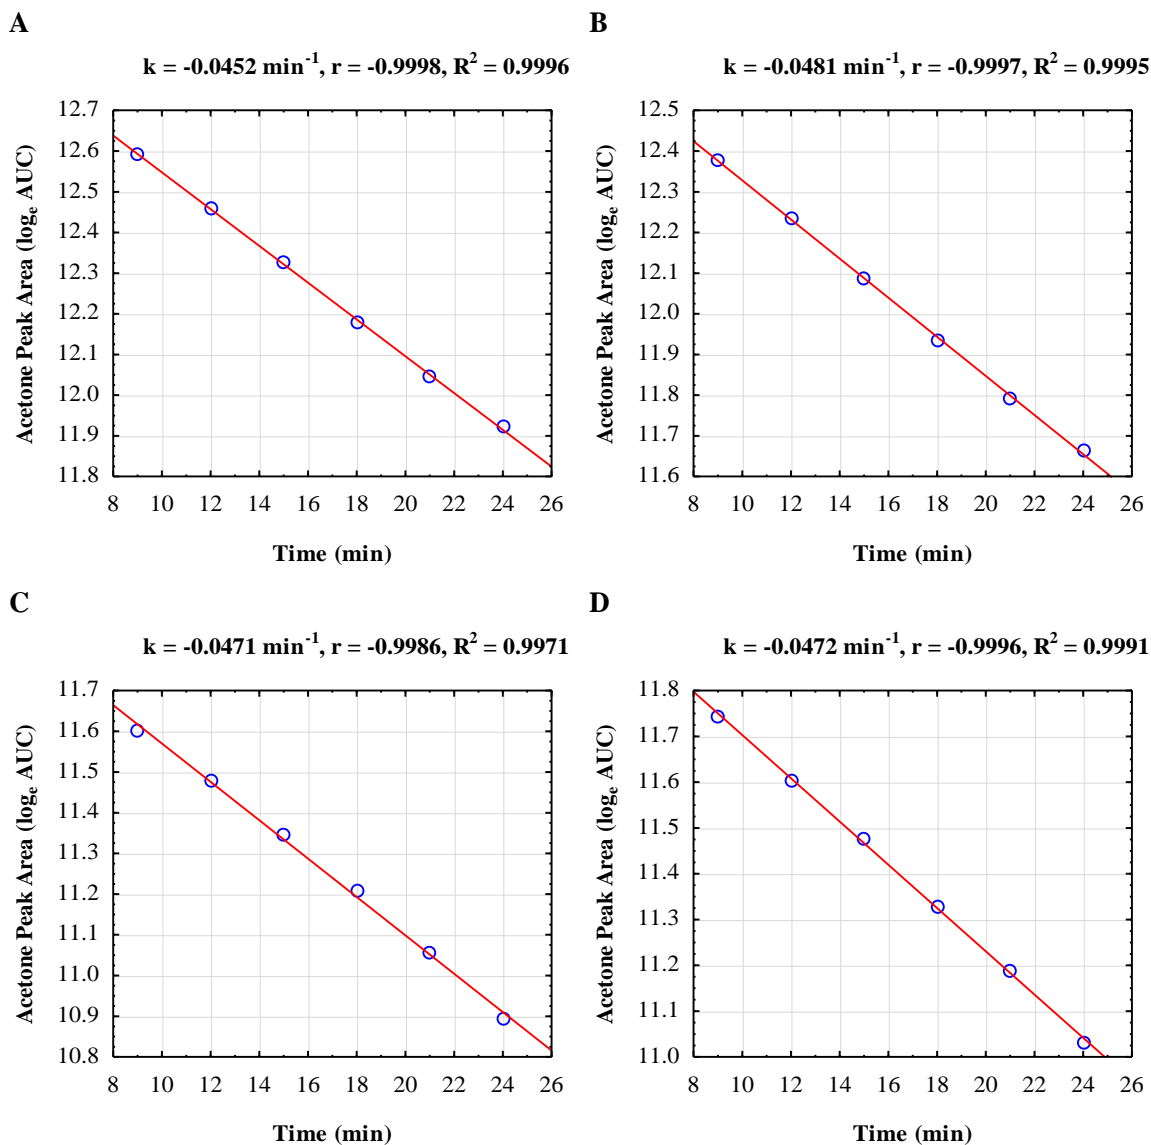 A
k = -0.0452 min⁻¹, r = -0.9998, R² = 0.9996
12.7
12.6
12.5
12.4
12.3
12.2
12.1
12.0
11.9
11.8
8 10 12 14 16 18 20 22 24 26
Acetone Peak Area (logₑ AUC)
Time (min)
B
k = -0.0481 min⁻¹, r = -0.9997, R² = 0.9995
12.5
12.4
12.3
12.2
12.1
12.0
11.9
11.8
11.7
11.6
8 10 12 14 16 18 20 22 24 26
Acetone Peak Area (logₑ AUC)
Time (min)
C
k = -0.0471 min⁻¹, r = -0.9986, R² = 0.9971
11.7
11.6
11.5
11.4
11.3
11.2
11.1
11.0
10.9
10.8
8 10 12 14 16 18 20 22 24 26
Acetone Peak Area (logₑ AUC)
Time (min)
D
k = -0.0472 min⁻¹, r = -0.9996, R² = 0.9991
11.8
11.7
11.6
11.5
11.4
11.3
11.2
11.1
11.0
8 10 12 14 16 18 20 22 24 26
Acetone Peak Area (logₑ AUC)
Time (min)